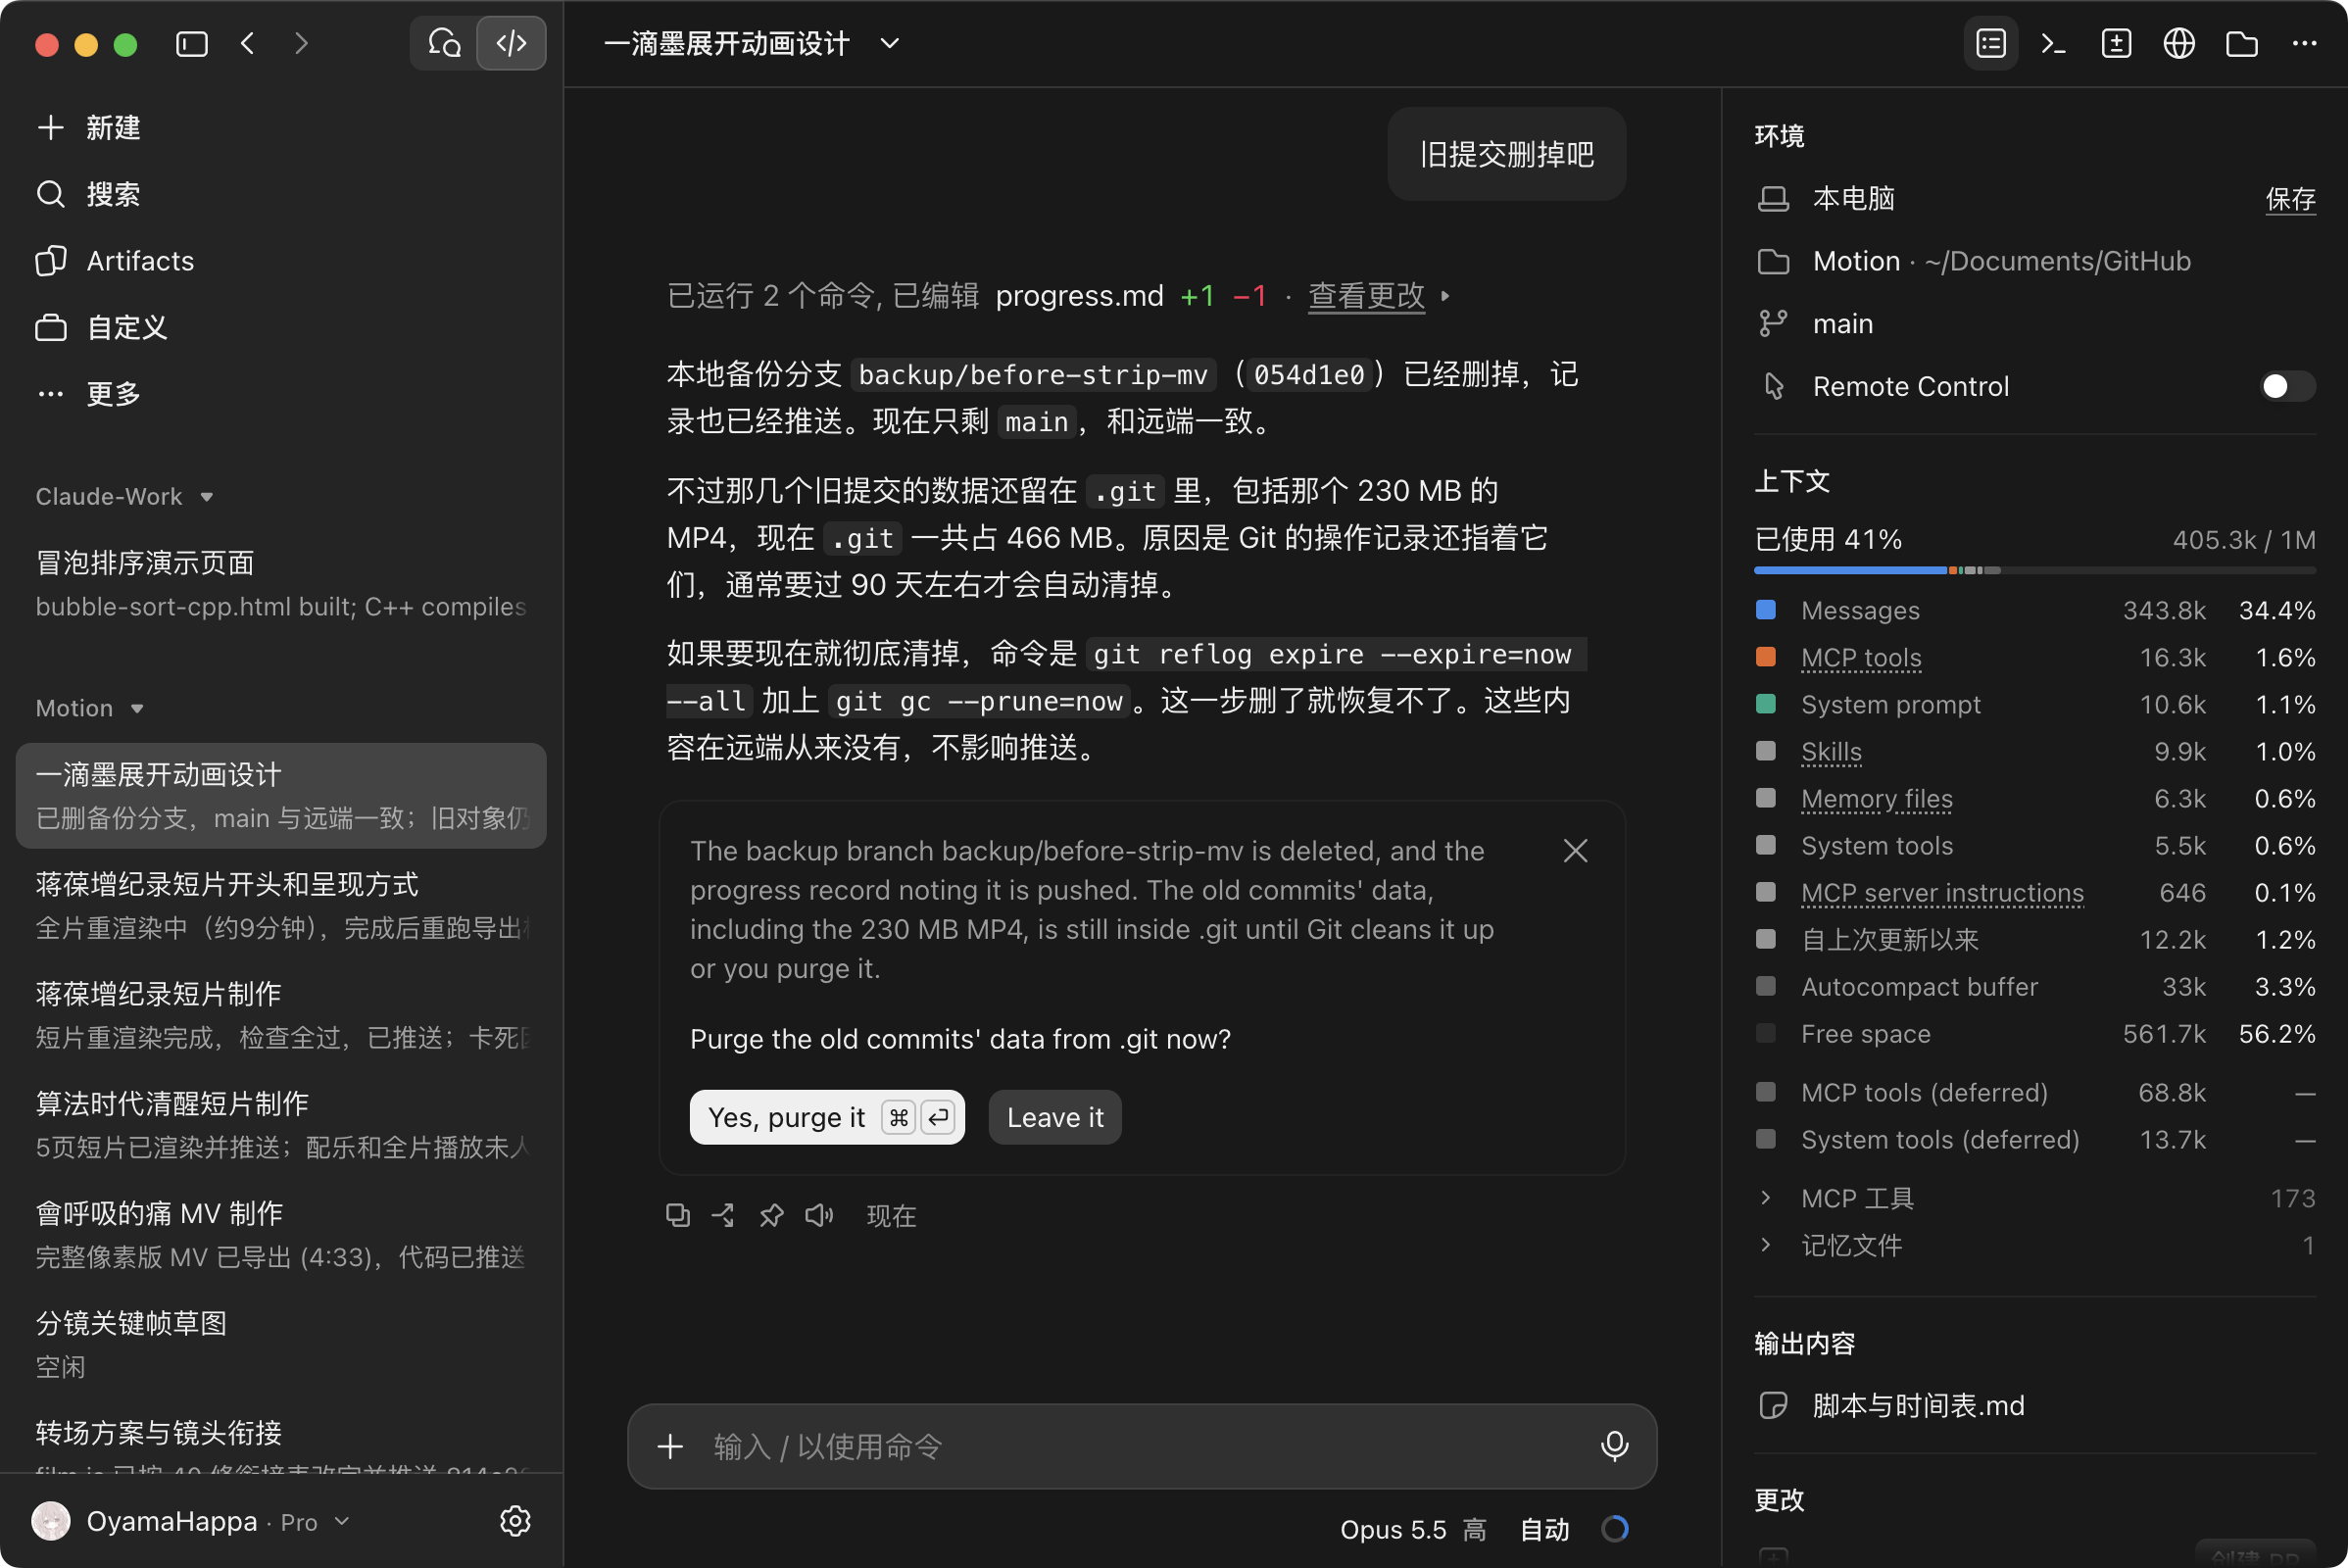 一滴墨展开动画设计
新建
搜索
Artifacts
自定义
更多
Claude-Work
冒泡排序演示页面
bubble-sort-cpp.html built; C++ compiles
Motion
一滴墨展开动画设计
已删备份分支，main 与远端一致；旧对象仍
蒋葆增纪录短片开头和呈现方式
全片重渲染中（约9分钟），完成后重跑导出
蒋葆增纪录短片制作
短片重渲染完成，检查全过，已推送；卡死
算法时代清醒短片制作
5页短片已渲染并推送；配乐和全片播放未人
會呼吸的痛 MV 制作
完整像素版 MV 已导出 (4:33)，代码已推送
分镜关键帧草图
空闲
转场方案与镜头衔接
OyamaHappa · Pro
旧提交删掉吧
已运行 2 个命令, 已编辑 progress.md +1 −1 · 查看更改
本地备份分支 backup/before-strip-mv（054d1e0）已经删掉，记
录也已经推送。现在只剩 main，和远端一致。
不过那几个旧提交的数据还留在 .git 里，包括那个 230 MB 的
MP4，现在 .git 一共占 466 MB。原因是 Git 的操作记录还指着它
们，通常要过 90 天左右才会自动清掉。
如果要现在就彻底清掉，命令是 git reflog expire --expire=now
--all 加上 git gc --prune=now。这一步删了就恢复不了。这些内
容在远端从来没有，不影响推送。
The backup branch backup/before-strip-mv is deleted, and the
progress record noting it is pushed. The old commits' data,
including the 230 MB MP4, is still inside .git until Git cleans it up
or you purge it.
Purge the old commits' data from .git now?
Yes, purge it ⌘
Leave it
现在
输入 / 以使用命令
Opus 5.5 高 自动
环境
本电脑 保存
Motion · ~/Documents/GitHub
main
Remote Control
上下文
已使用 41% 405.3k / 1M
Messages 343.8k 34.4%
MCP tools 16.3k 1.6%
System prompt 10.6k 1.1%
Skills 9.9k 1.0%
Memory files 6.3k 0.6%
System tools 5.5k 0.6%
MCP server instructions 646 0.1%
自上次更新以来 12.2k 1.2%
Autocompact buffer 33k 3.3%
Free space 561.7k 56.2%
MCP tools (deferred) 68.8k —
System tools (deferred) 13.7k —
MCP 工具 173
记忆文件 1
输出内容
脚本与时间表.md
更改